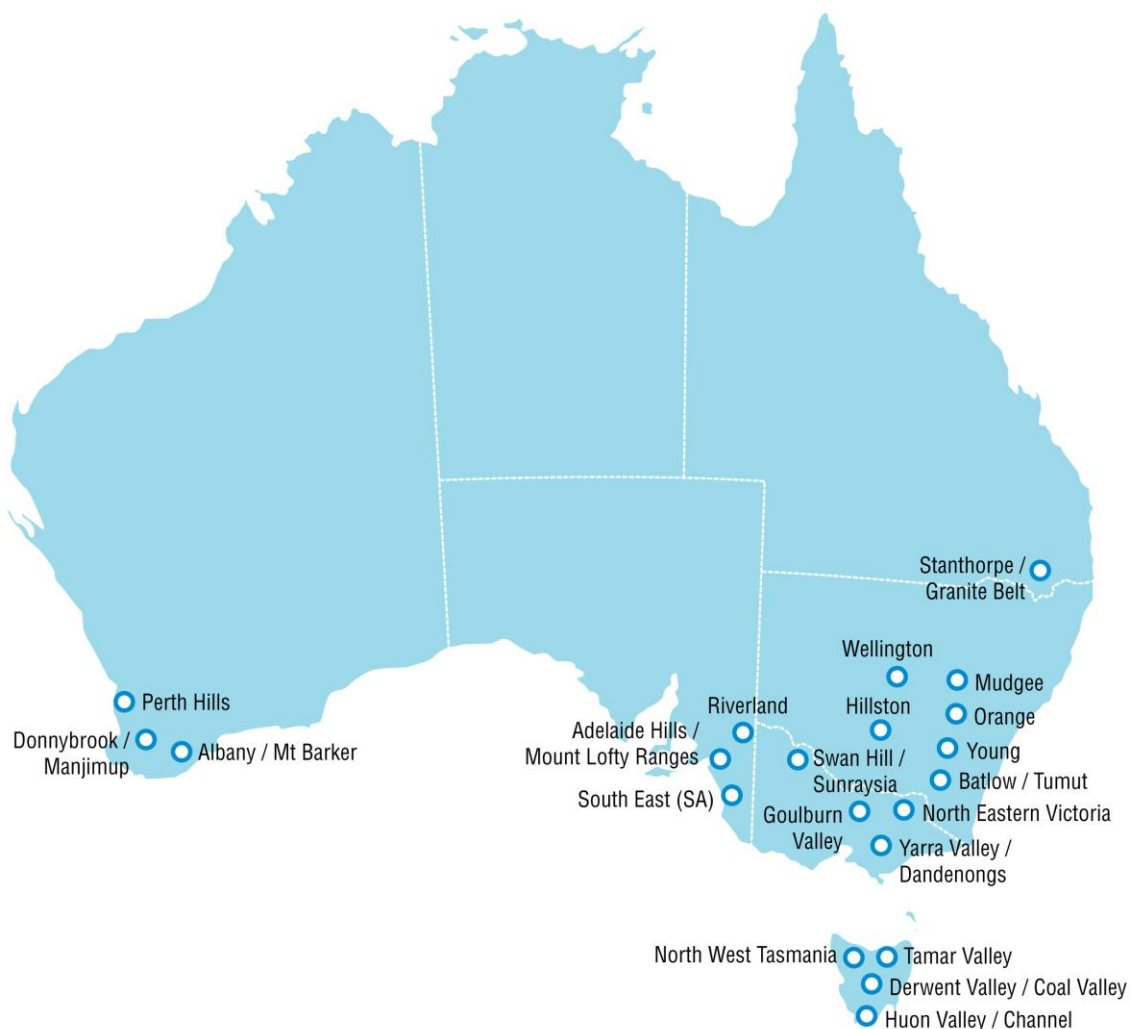 Stanthorpe /
Granite Belt
Wellington
Mudgee
Perth Hills
Riverland
Hillston
Orange
Donnybrook /
Manjimup
Albany / Mt Barker
Adelaide Hills /
Mount Lofty Ranges
Swan Hill /
Sunraysia
Young
Batlow / Tumut
South East (SA)
Goulburn
Valley
North Eastern Victoria
Yarra Valley /
Dandenongs
North West Tasmania
Tamar Valley
Derwent Valley / Coal Valley
Huon Valley / Channel